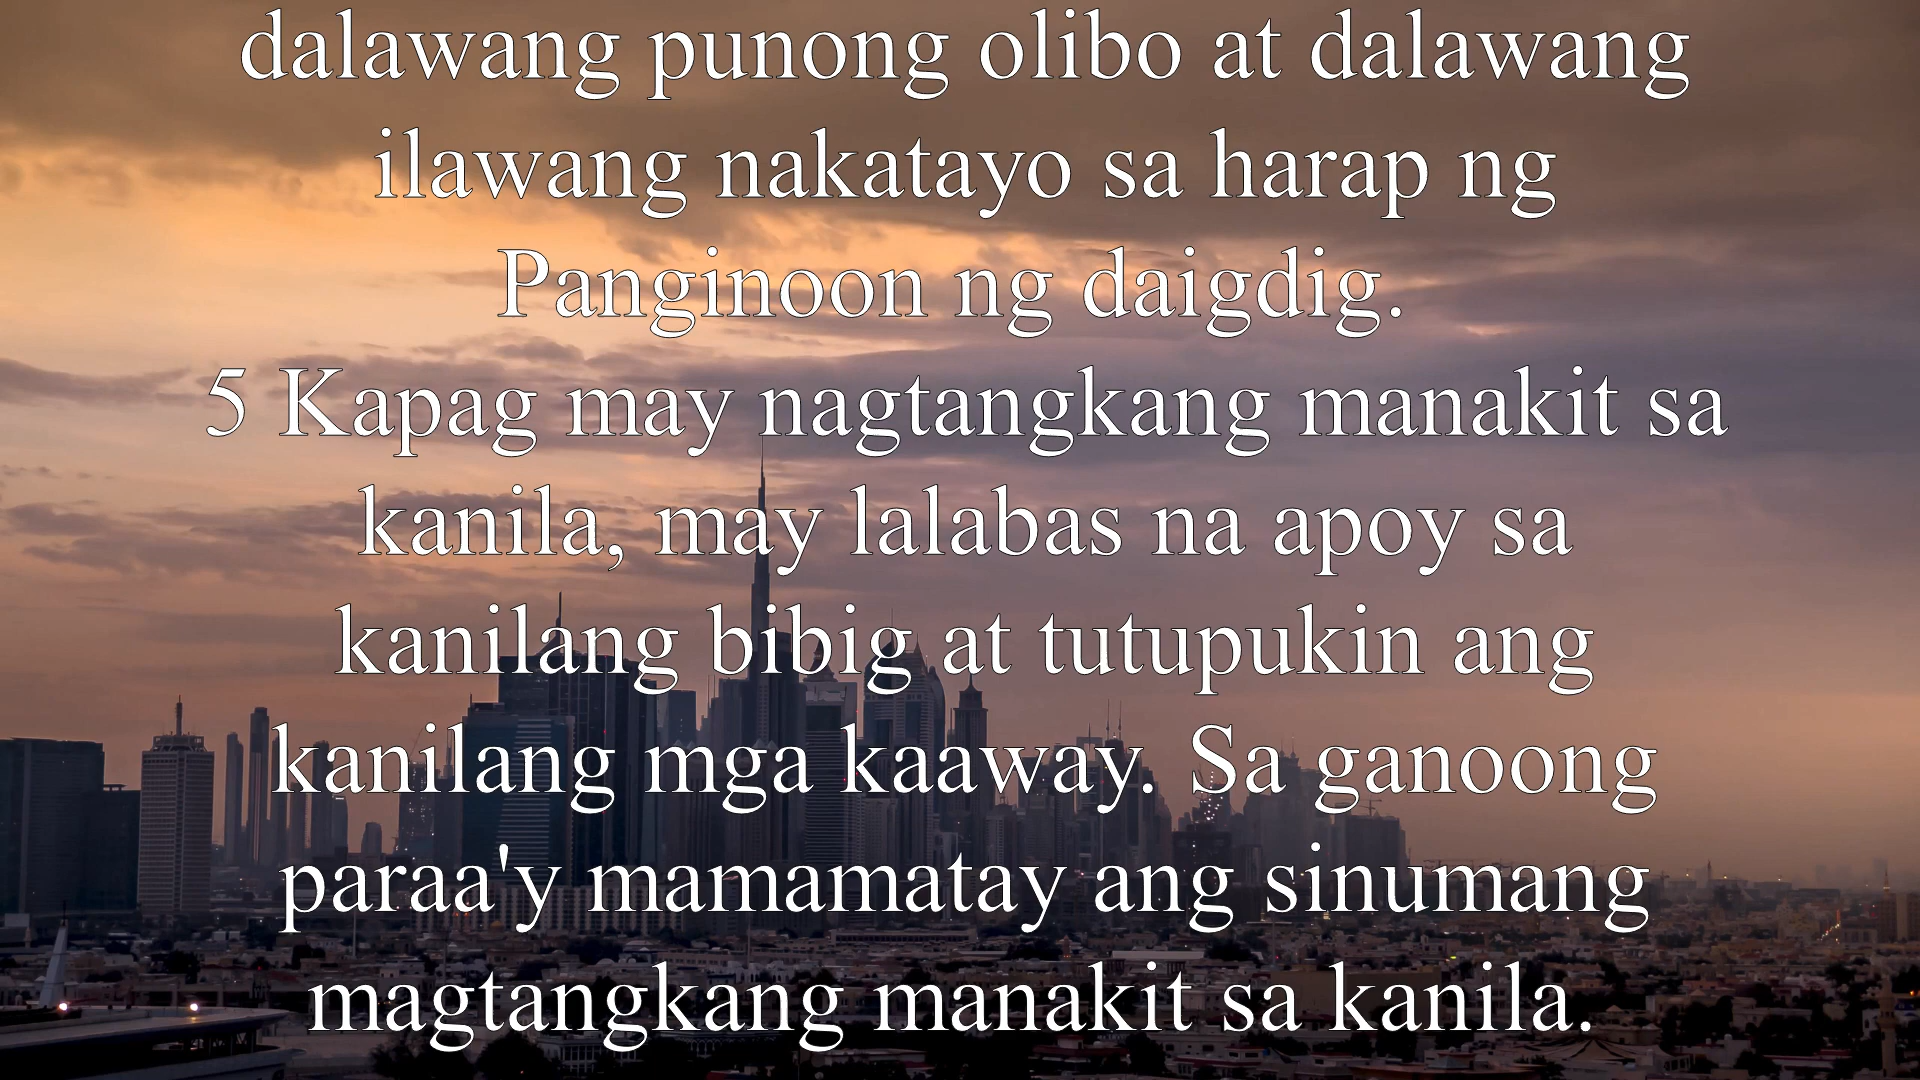 dalawang punong olibo at dalawang
ilawang nakatayo sa harap ng
Panginoon ng daigdig.
5 Kapag may nagtangkang manakit sa
kanila, may lalabas na apoy sa
kanilang bibig at tutupukin ang
kanilang mga kaaway. Sa ganoong
paraa'y mamamatay ang sinumang
magtangkang manakit sa kanila.